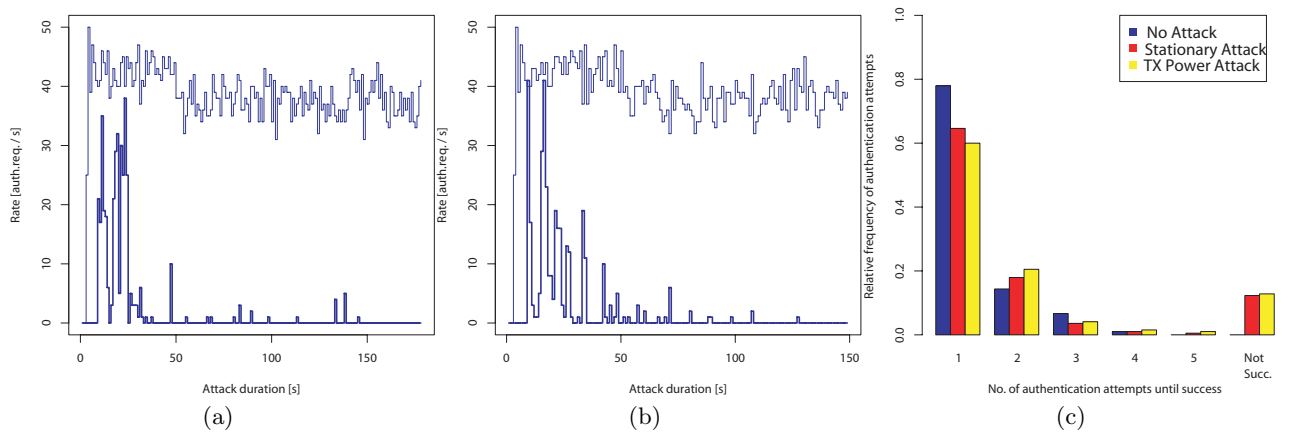 Rate [auth.req. / s]
0
10
20
30
40
50
0
50
100
150
Attack duration [s]
(a)
Rate [auth.req. / s]
0
10
20
30
40
50
0
50
100
150
Attack duration [s]
(b)
Relative frequency of authentication attempts
0.0
0.2
0.4
0.6
0.8
1.0
No Attack
Stationary Attack
TX Power Attack
1
2
3
4
5
Not
Succ.
No. of authentication attempts until success
(c)